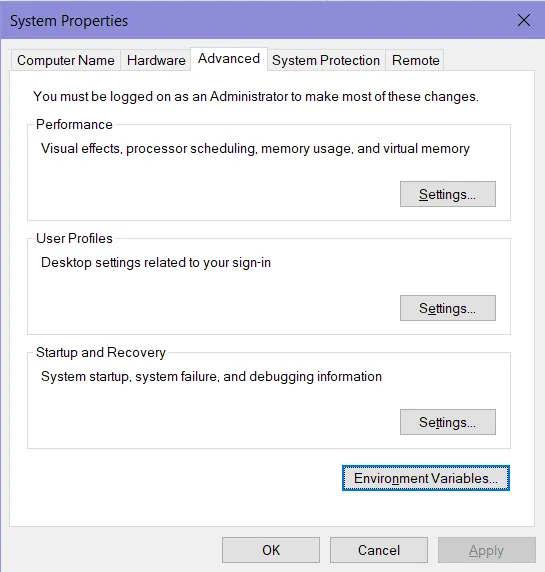 System Properties
Computer Name Hardware Advanced System Protection Remote
You must be logged on as an Administrator to make most of these changes.
Performance
Visual effects, processor scheduling, memory usage, and virtual memory
Settings...
User Profiles
Desktop settings related to your sign-in
Settings...
Startup and Recovery
System startup, system failure, and debugging information
Settings...
Environment Variables...
OK Cancel Apply